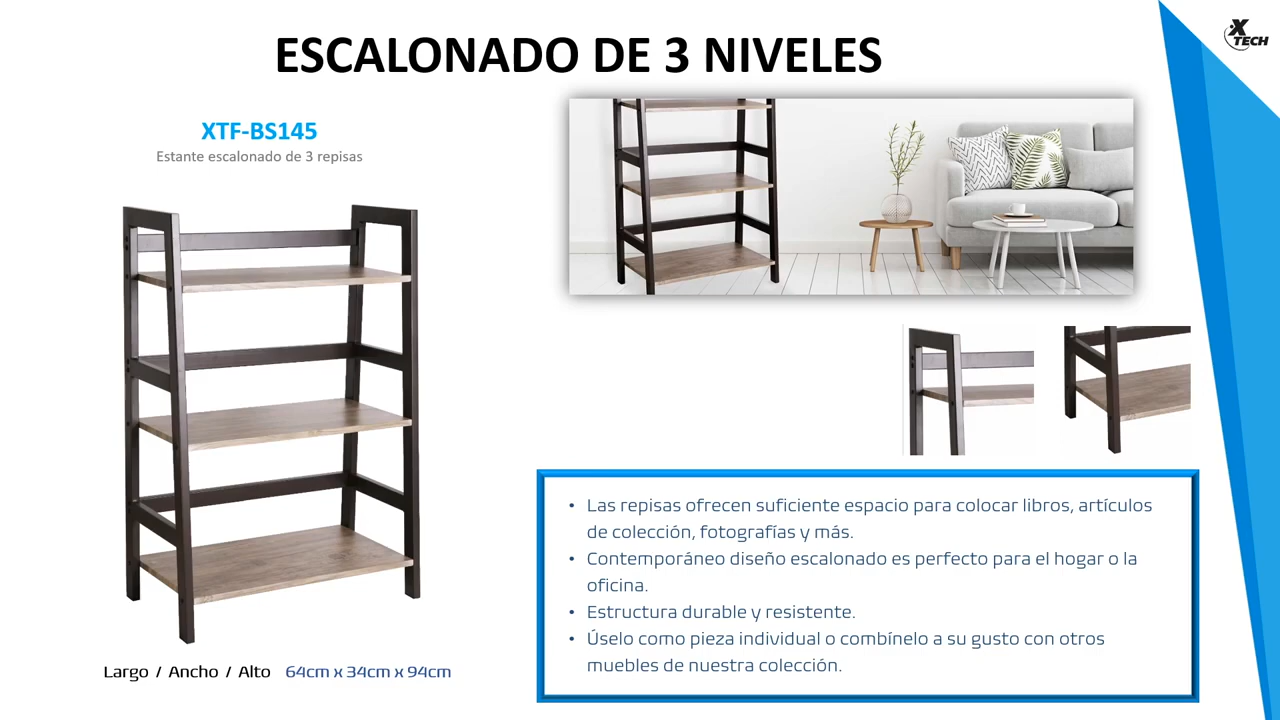 ESCALONADO DE 3 NIVELES
X
TECH
XTF-BS145
Estante escalonado de 3 repisas
• Las repisas ofrecen suficiente espacio para colocar libros, artículos
de colección, fotografías y más.
• Contemporáneo diseño escalonado es perfecto para el hogar o la
oficina.
• Estructura durable y resistente.
• Úselo como pieza individual o combínelo a su gusto con otros
muebles de nuestra colección.
Largo / Ancho / Alto 64cm x 34cm x 94cm